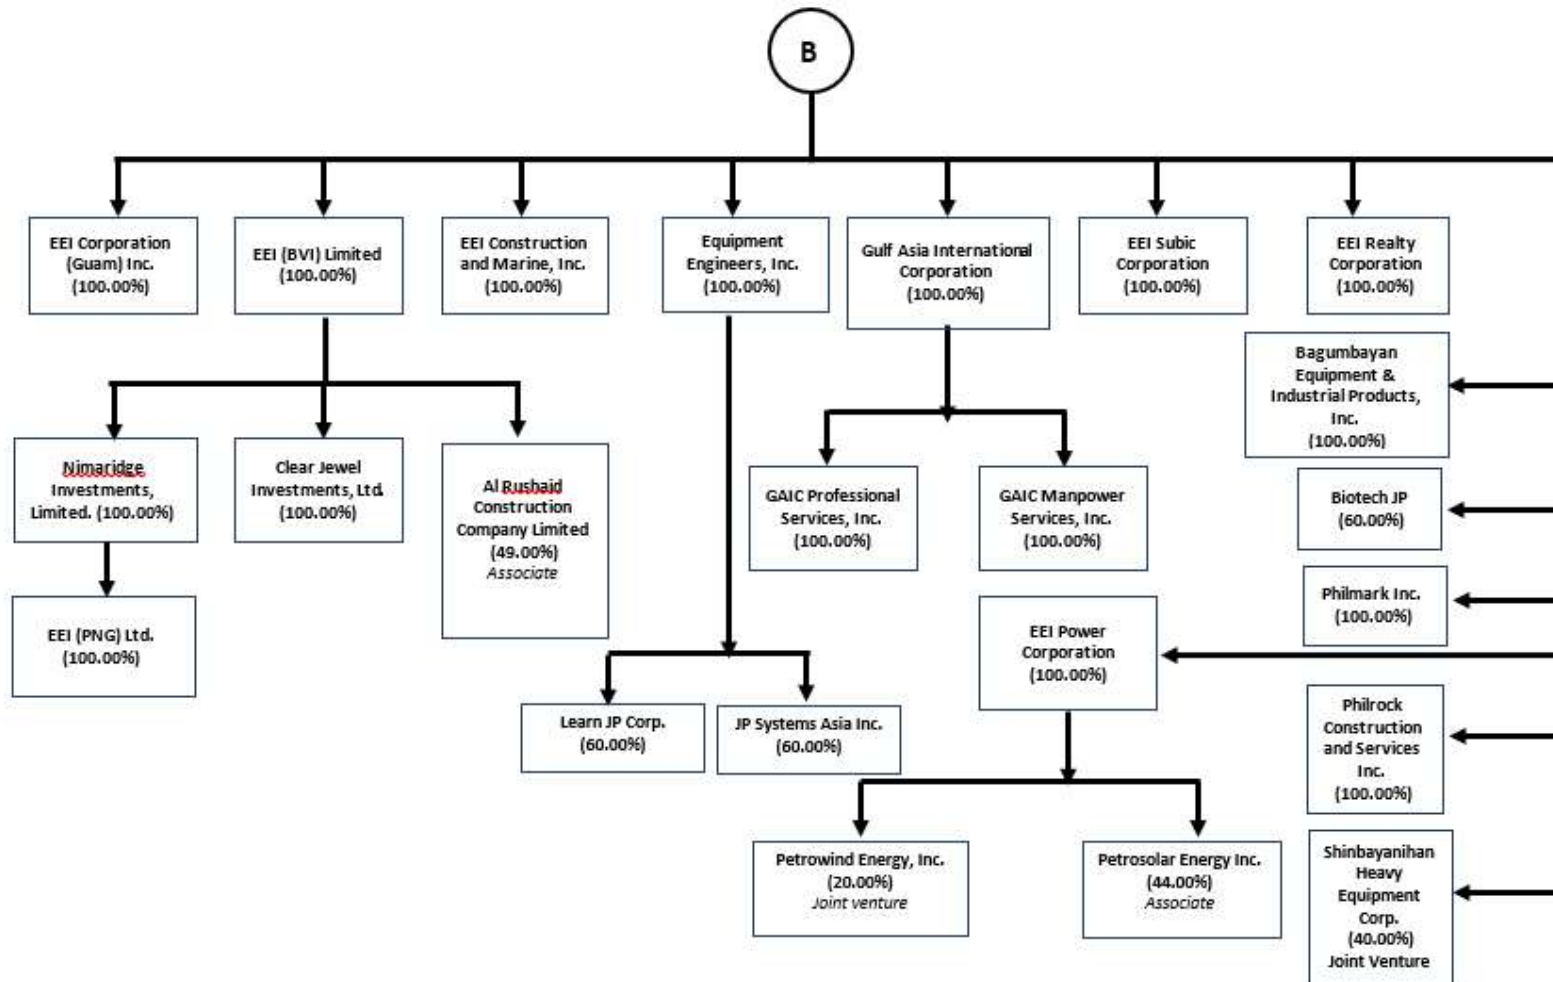 B
EEI Corporation
(Guam) Inc.
(100.00%)
EEI (BVI) Limited
(100.00%)
EEI Construction
and Marine, Inc.
(100.00%)
Equipment
Engineers, Inc.
(100.00%)
Gulf Asia International
Corporation
(100.00%)
EEI Subic
Corporation
(100.00%)
EEI Realty
Corporation
(100.00%)
Bagumbayan
Equipment &
Industrial Products,
Inc.
(100.00%)
Nimaridge
Investments,
Limited. (100.00%)
Clear Jewel
Investments, Ltd.
(100.00%)
Al Rushaid
Construction
Company Limited
(49.00%)
Associate
GAIC Professional
Services, Inc.
(100.00%)
GAIC Manpower
Services, Inc.
(100.00%)
Biotech JP
(60.00%)
Philmark Inc.
(100.00%)
EEI (PNG) Ltd.
(100.00%)
EEI Power
Corporation
(100.00%)
Learn JP Corp.
(60.00%)
JP Systems Asia Inc.
(60.00%)
Philrock
Construction
and Services
Inc.
(100.00%)
Petrowind Energy, Inc.
(20.00%)
Joint venture
Petrosolar Energy Inc.
(44.00%)
Associate
Shinbayanihan
Heavy
Equipment
Corp.
(40.00%)
Joint Venture